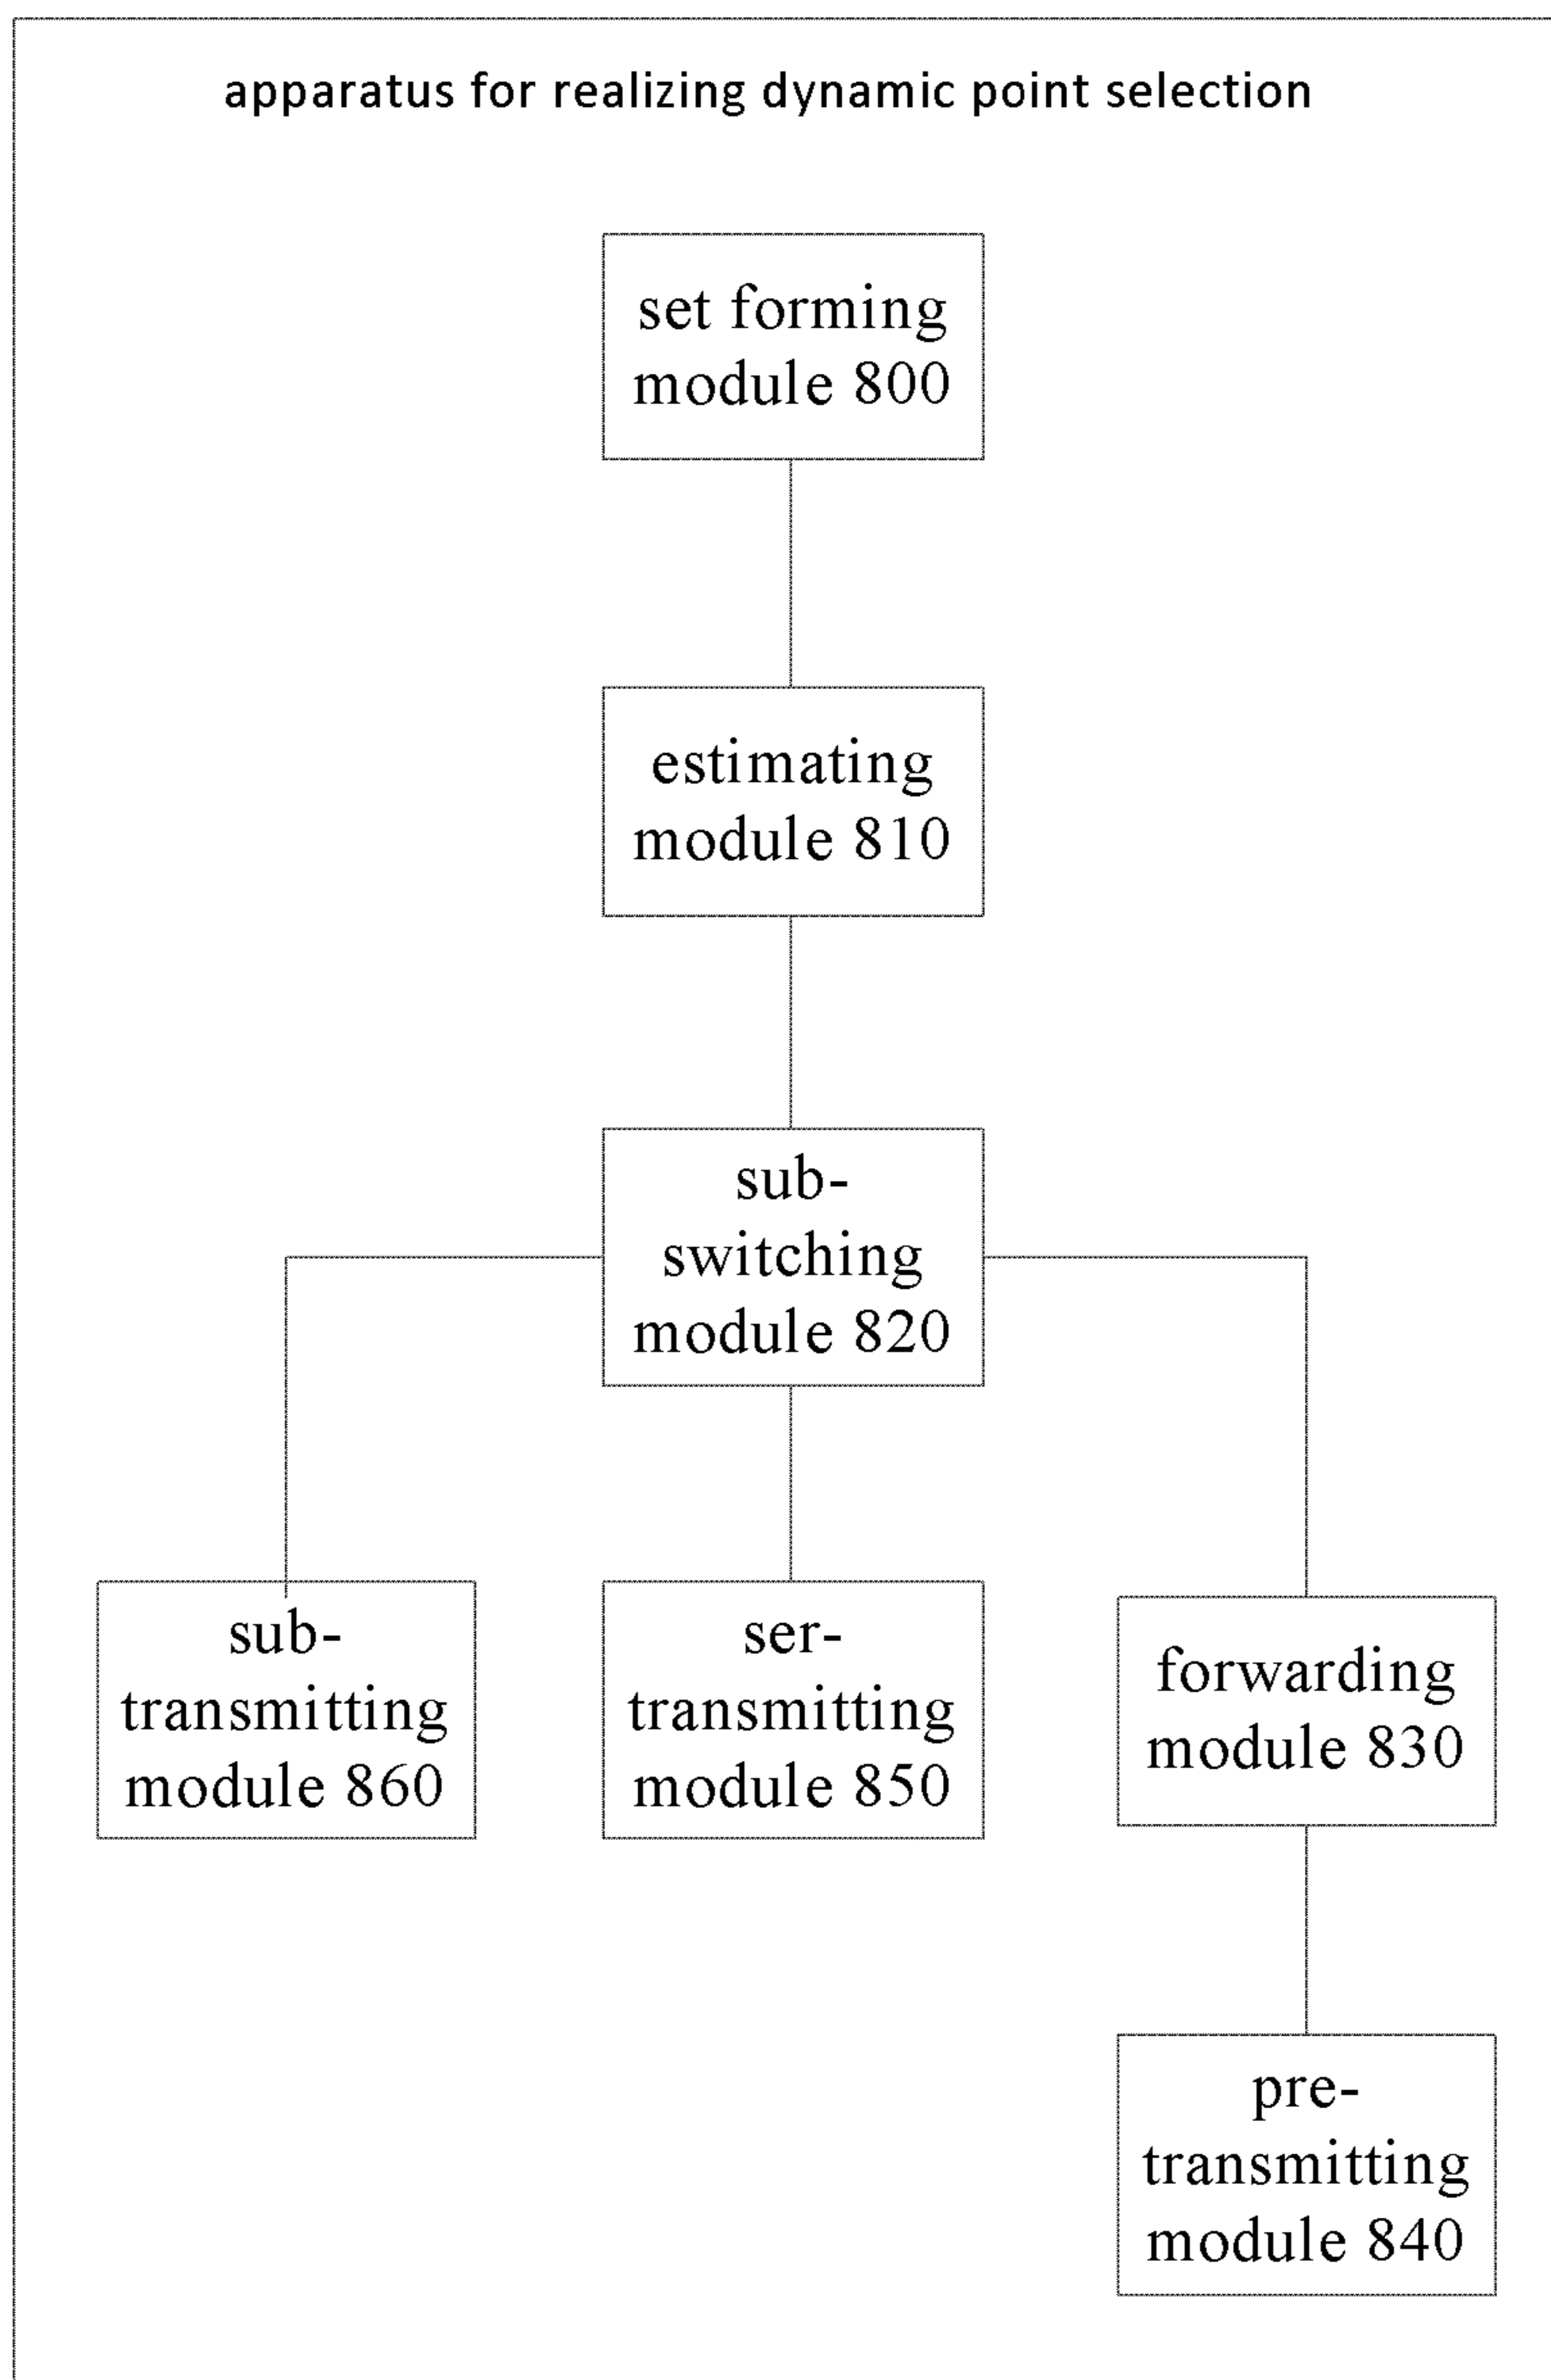 apparatus for realizing dynamic point selection
set forming
module 800
estimating
module 810
sub-
switching
module 820
sub-
transmitting
module 860
ser-
transmitting
module 850
forwarding
module 830
pre-
transmitting
module 840